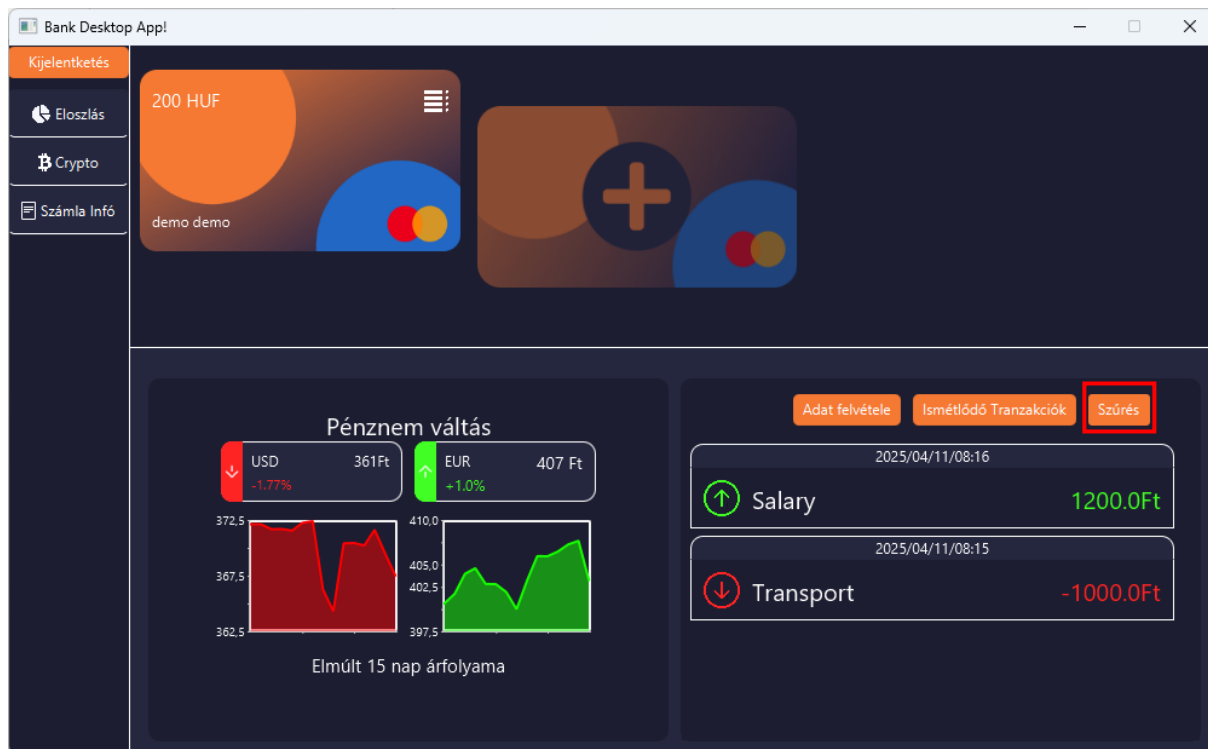 Bank Desktop App!
Kijelentketés
Eloszlás
Crypto
Számla Infó
200 HUF
demo demo
Pénznem váltás
USD 361Ft
-1.77%
EUR 407 Ft
+1.0%
372,5
367,5
362,5
410,0
405,0
402,5
397,5
Elmúlt 15 nap árfolyama
Adat felvétele Ismétlődő Tranzakciók Szűrés
2025/04/11/08:16
Salary 1200.0Ft
2025/04/11/08:15
Transport -1000.0Ft